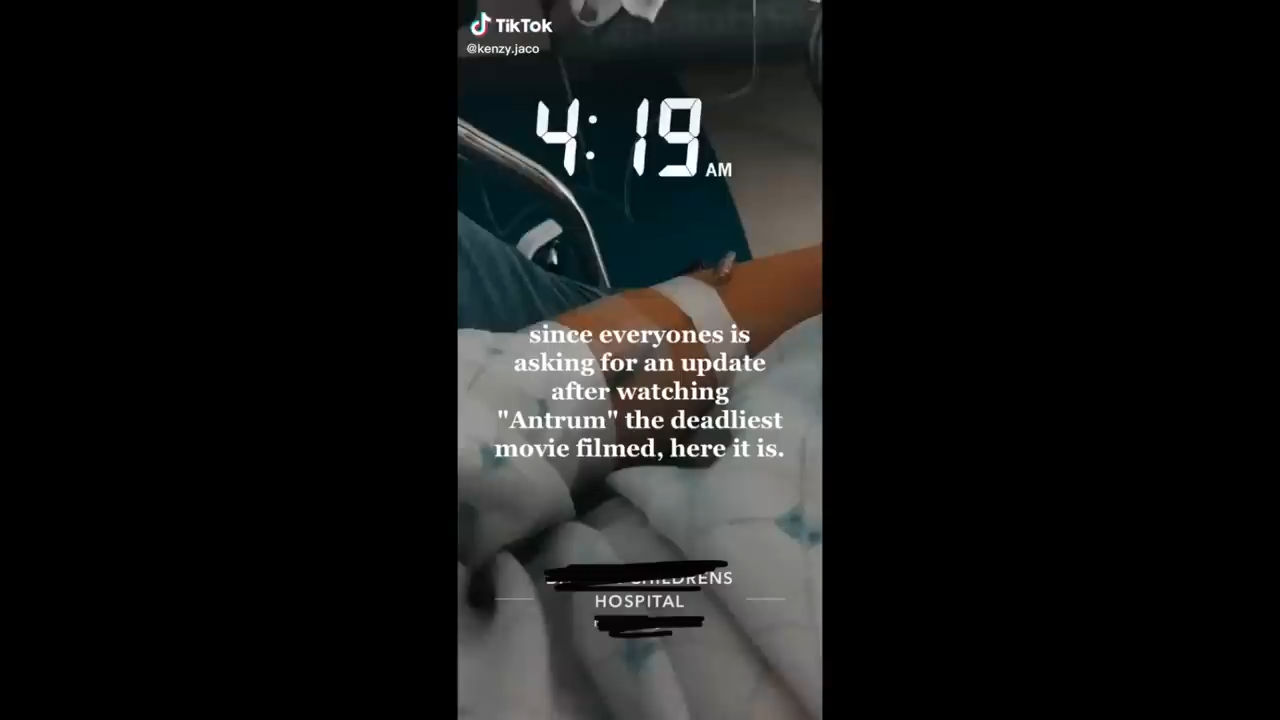 TikTok
@kenzy.jaco
4:19 AM
since everyones is
asking for an update
after watching
"Antrum" the deadliest
movie filmed, here it is.
CHILDRENS
HOSPITAL